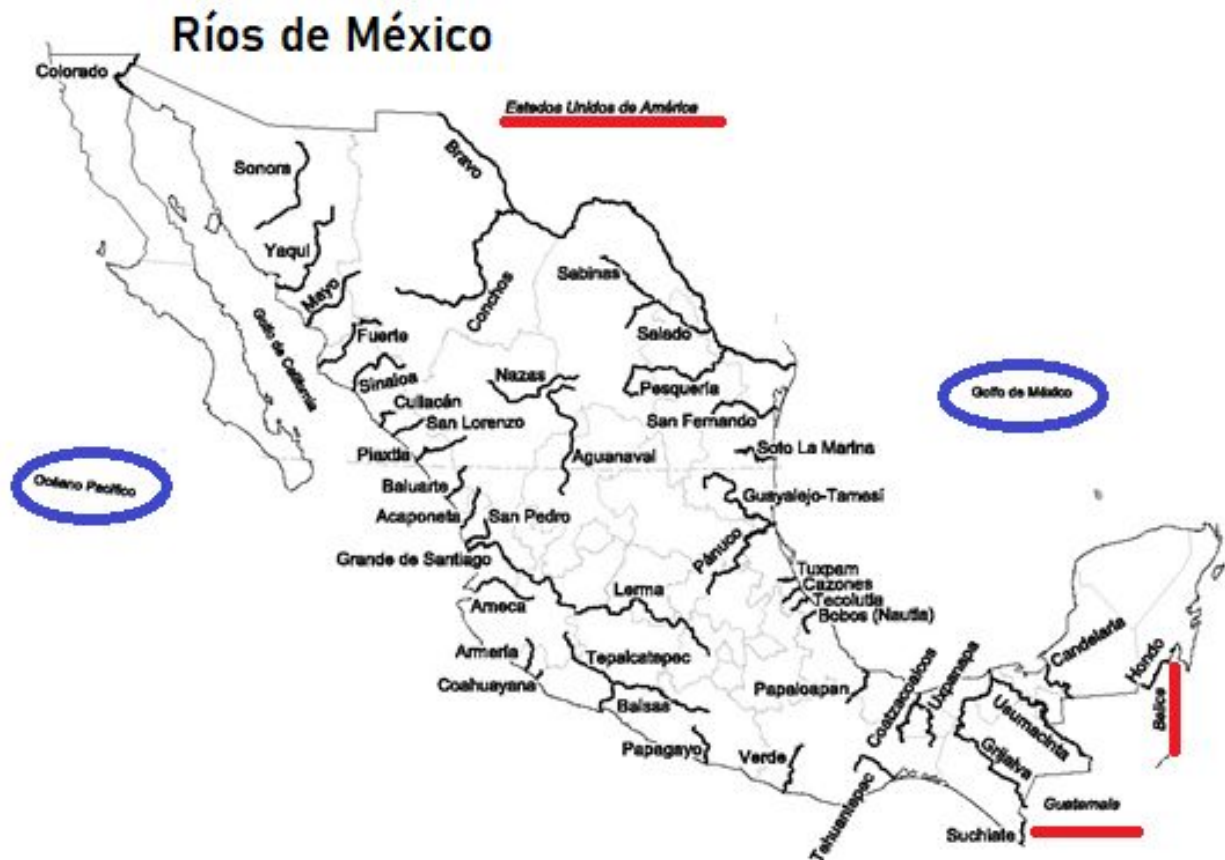 Ríos de México
Colorado
Estados Unidos de América
Bravo
Sonora
Yaqui
Sabinas
Mayo
Conchos
Golfo de California
Fuerte
Salado
Sinaloa
Nazas
Pesquería
Golfo de México
Culiacán
San Lorenzo
San Fernando
Piaxtla
Aguanaval
Soto La Marina
Océano Pacífico
Baluarte
Guayalejo-Tamesí
Acaponeta
San Pedro
Pánuco
Grande de Santiago
Tuxpam
Lerma
Cazones
Ameca
Tecolutla
Bobos (Nautla)
Candelaria
Armería
Tepalcatepec
Hondo
Coahuayana
Papaloapan
Coatzacoalcos
Uxpanapa
Balsas
Usumacinta
Belice
Papagayo
Verde
Grijalva
Tehuantepec
Guatemala
Suchiate